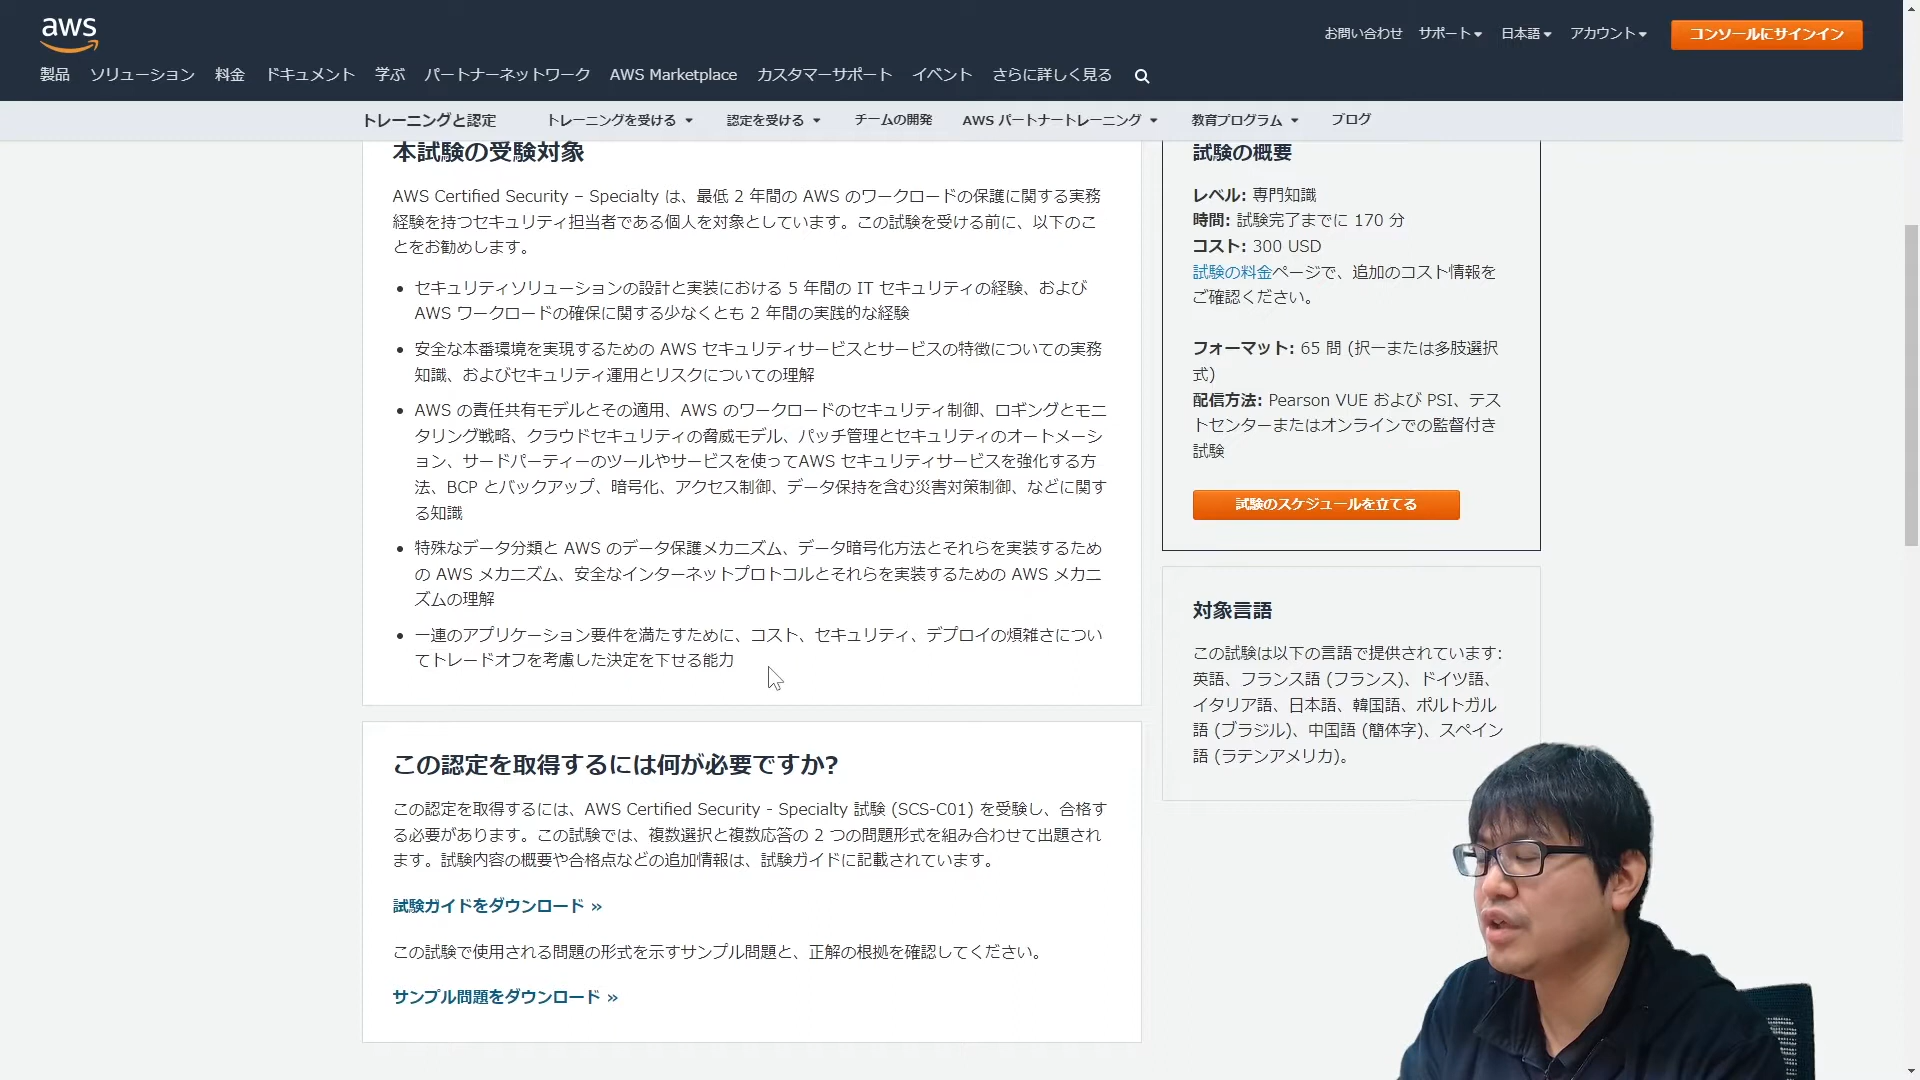 aws
お問い合わせ サポート 日本語 アカウント コンソールにサインイン
製品 ソリューション 料金 ドキュメント 学ぶ パートナーネットワーク AWS Marketplace カスタマーサポート イベント さらに詳しく見る
トレーニングと認定 トレーニングを受ける 認定を受ける チームの開発 AWS パートナートレーニング 教育プログラム ブログ
本試験の受験対象
AWS Certified Security – Specialty は、最低 2 年間の AWS のワークロードの保護に関する実務
経験を持つセキュリティ担当者である個人を対象としています。この試験を受ける前に、以下のこ
とをお勧めします。
• セキュリティソリューションの設計と実装における 5 年間の IT セキュリティの経験、および
AWS ワークロードの確保に関する少なくとも 2 年間の実践的な経験
• 安全な本番環境を実現するための AWS セキュリティサービスとサービスの特徴についての実務
知識、およびセキュリティ運用とリスクについての理解
• AWS の責任共有モデルとその適用、AWS のワークロードのセキュリティ制御、ロギングとモニ
タリング戦略、クラウドセキュリティの脅威モデル、パッチ管理とセキュリティのオートメーシ
ョン、サードパーティーのツールやサービスを使ってAWS セキュリティサービスを強化する方
法、BCP とバックアップ、暗号化、アクセス制御、データ保持を含む災害対策制御、などに関す
る知識
• 特殊なデータ分類と AWS のデータ保護メカニズム、データ暗号化方法とそれらを実装するため
の AWS メカニズム、安全なインターネットプロトコルとそれらを実装するための AWS メカニ
ズムの理解
• 一連のアプリケーション要件を満たすために、コスト、セキュリティ、デプロイの煩雑さについ
てトレードオフを考慮した決定を下せる能力
この認定を取得するには何が必要ですか?
この認定を取得するには、AWS Certified Security - Specialty 試験 (SCS-C01) を受験し、合格す
る必要があります。この試験では、複数選択と複数応答の 2 つの問題形式を組み合わせて出題され
ます。試験内容の概要や合格点などの追加情報は、試験ガイドに記載されています。
試験ガイドをダウンロード »
この試験で使用される問題の形式を示すサンプル問題と、正解の根拠を確認してください。
サンプル問題をダウンロード »
試験の概要
レベル: 専門知識
時間: 試験完了までに 170 分
コスト: 300 USD
試験の料金ページで、追加のコスト情報を
ご確認ください。
フォーマット: 65 問 (択一または多肢選択
式)
配信方法: Pearson VUE および PSI、テス
トセンターまたはオンラインでの監督付き
試験
試験のスケジュールを立てる
対象言語
この試験は以下の言語で提供されています:
英語、フランス語 (フランス)、ドイツ語、
イタリア語、日本語、韓国語、ポルトガル
語 (ブラジル)、中国語 (簡体字)、スペイン
語 (ラテンアメリカ)。